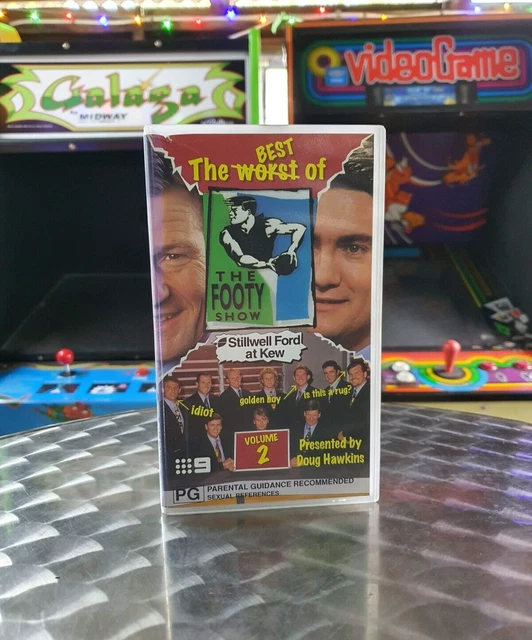 Galaga
MIDWAY
videoGame
BEST
The worst of
THE
FOOTY
SHOW
Stillwell Ford
at Kew
idiot
golden boy
is this a rug?
VOLUME
2
Presented by
Doug Hawkins
9
PG PARENTAL GUIDANCE RECOMMENDED
SEXUAL REFERENCES